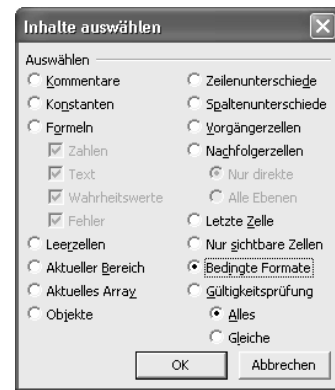 Inhalte auswählen
Auswählen
Kommentare
Konstanten
Formeln
Zahlen
Text
Wahrheitswerte
Fehler
Leerzellen
Aktueller Bereich
Aktuelles Array
Objekte
Zeilenunterschiede
Spaltenunterschiede
Vorgängerzellen
Nachfolgerzellen
Nur direkte
Alle Ebenen
Letzte Zelle
Nur sichtbare Zellen
Bedingte Formate
Gültigkeitsprüfung
Alles
Gleiche
OK
Abbrechen